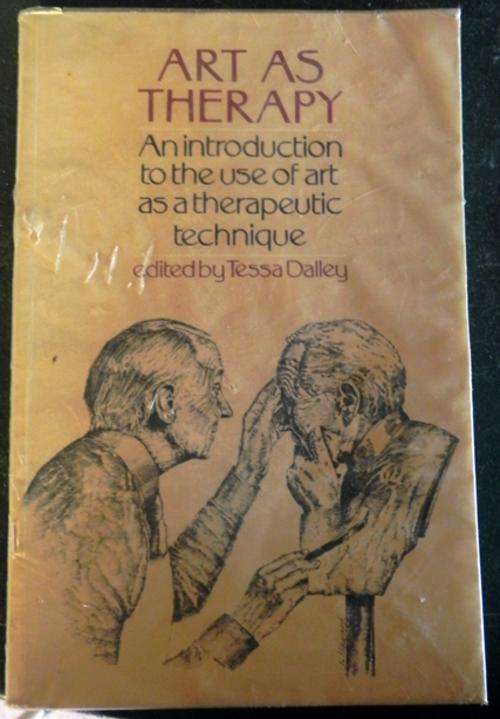 ART AS
THERAPY
An introduction
to the use of art
as a therapeutic
technique
edited by Tessa Dalley